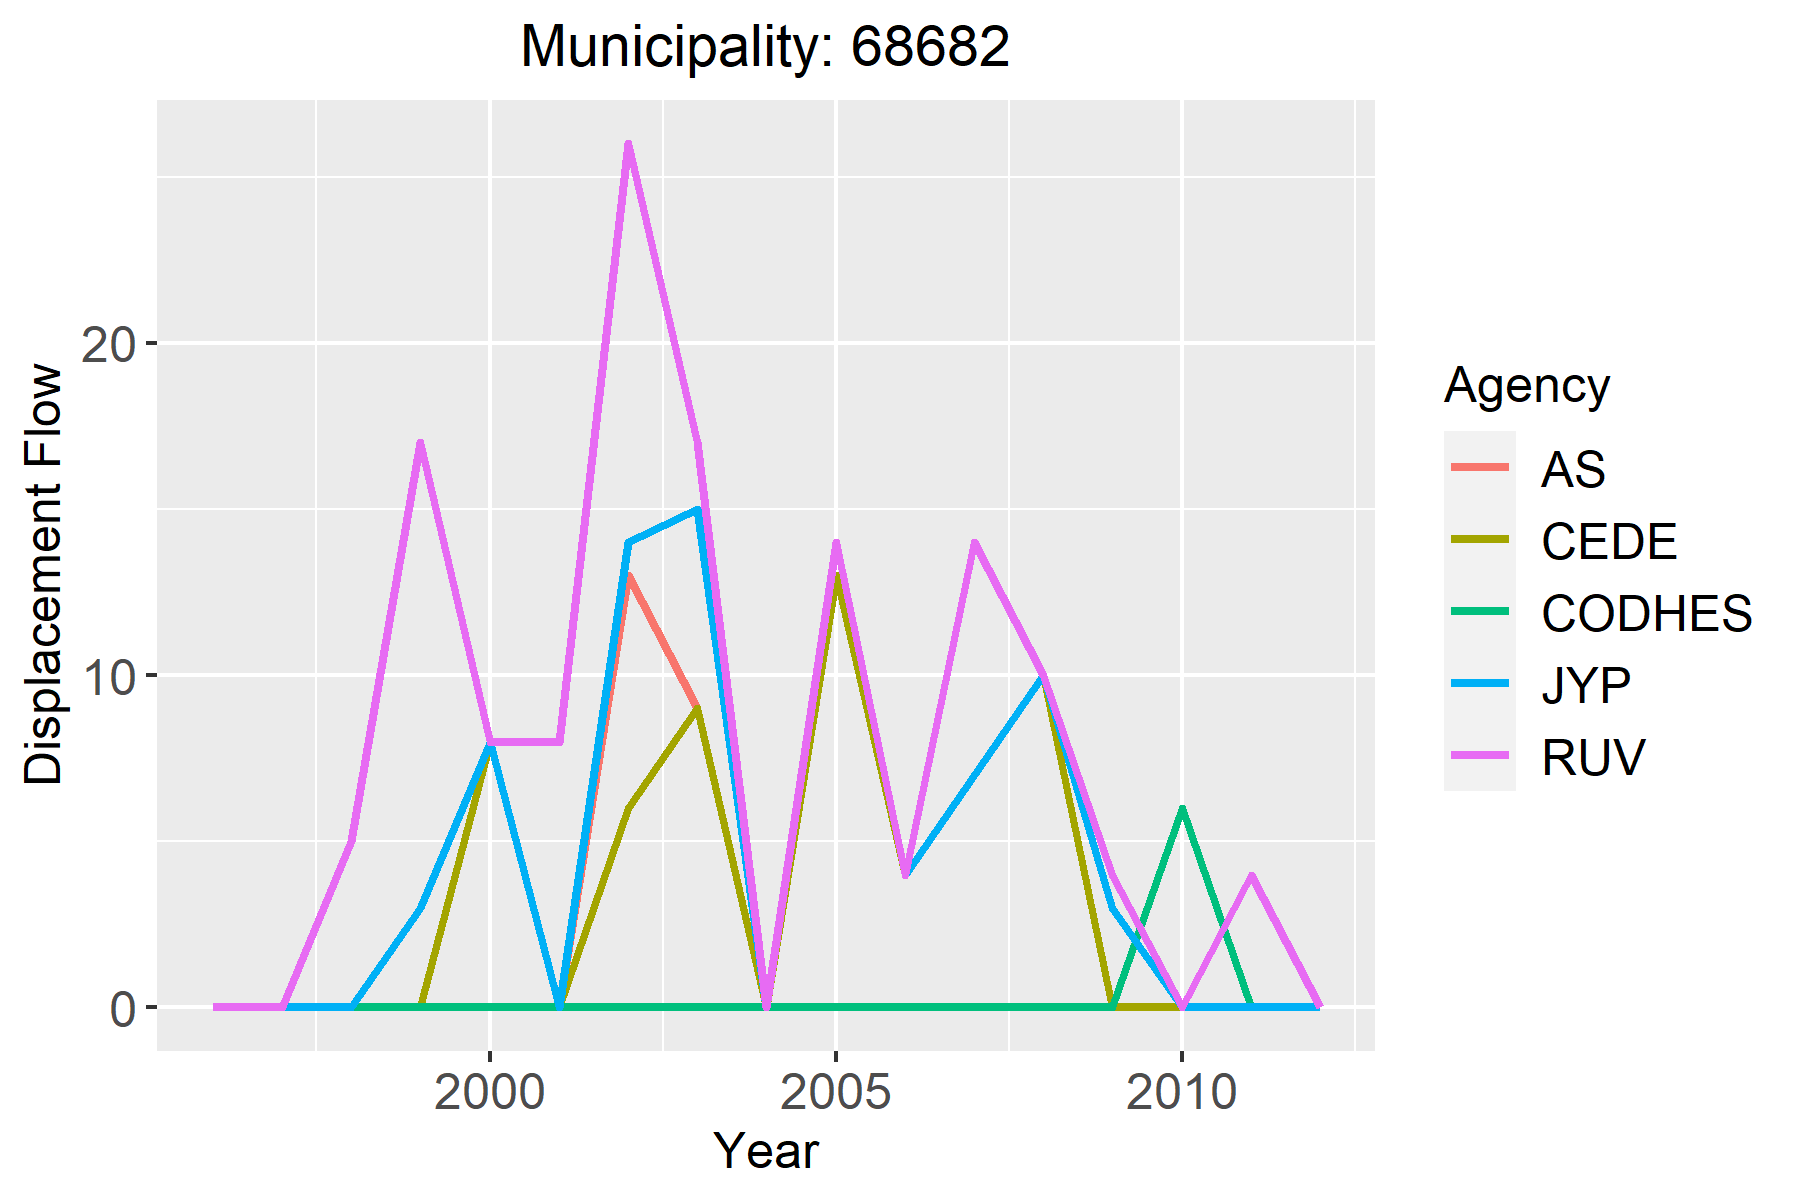 Municipality: 68682
Displacement Flow
20
10
0
2000 2005 2010
Year
Agency
AS
CEDE
CODHES
JYP
RUV